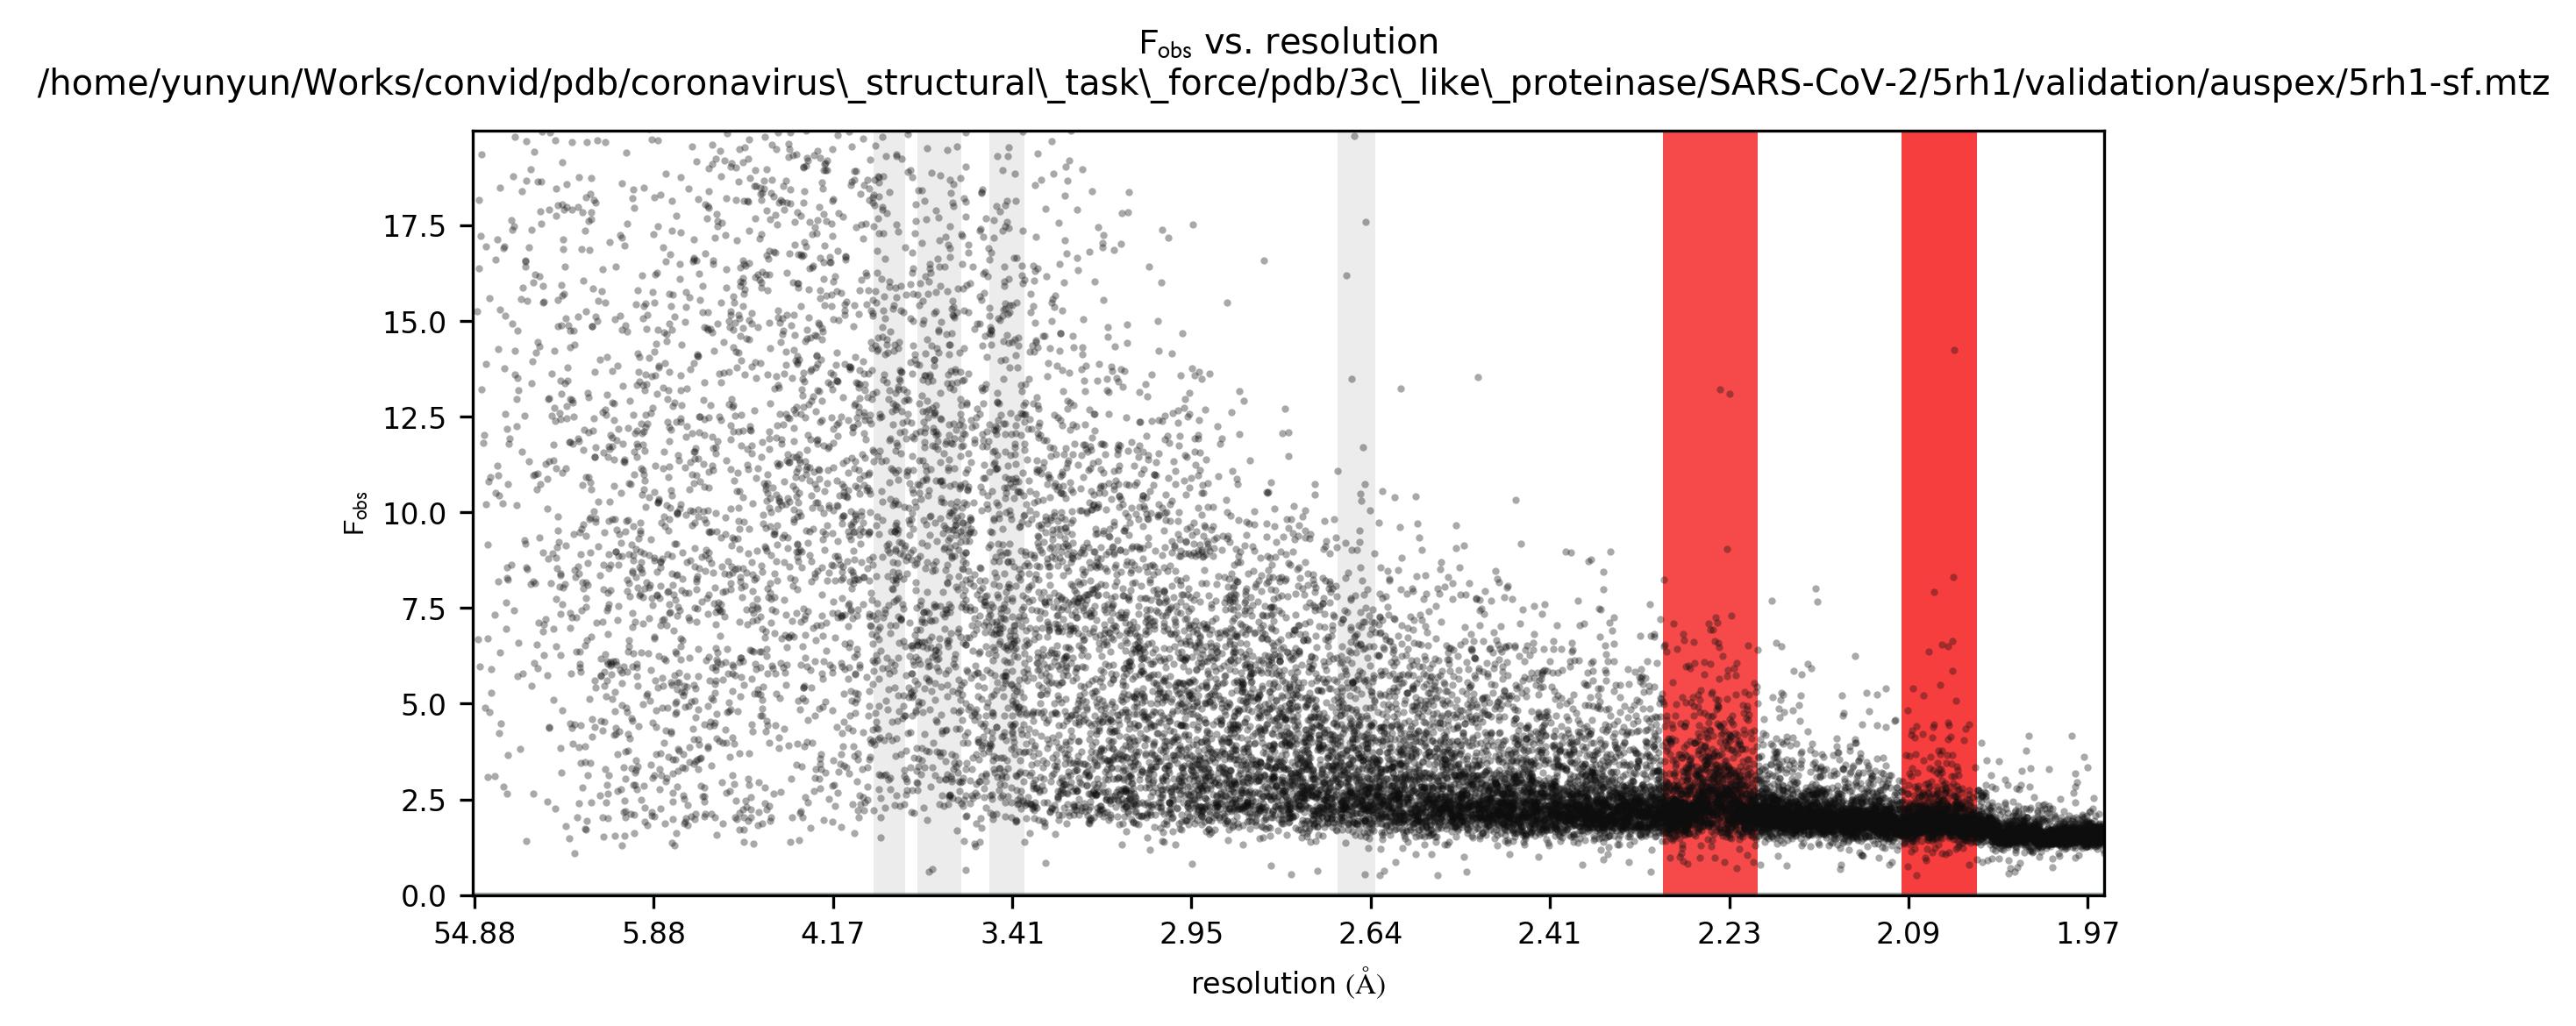 Fobs vs. resolution
/home/yunyun/Works/convid/pdb/coronavirus\_structural\_task\_force/pdb/3c\_like\_proteinase/SARS-CoV-2/5rh1/validation/auspex/5rh1-sf.mtz
17.5
15.0
12.5
Fobs
10.0
7.5
5.0
2.5
0.0
54.88 5.88 4.17 3.41 2.95 2.64 2.41 2.23 2.09 1.97
resolution (Å)